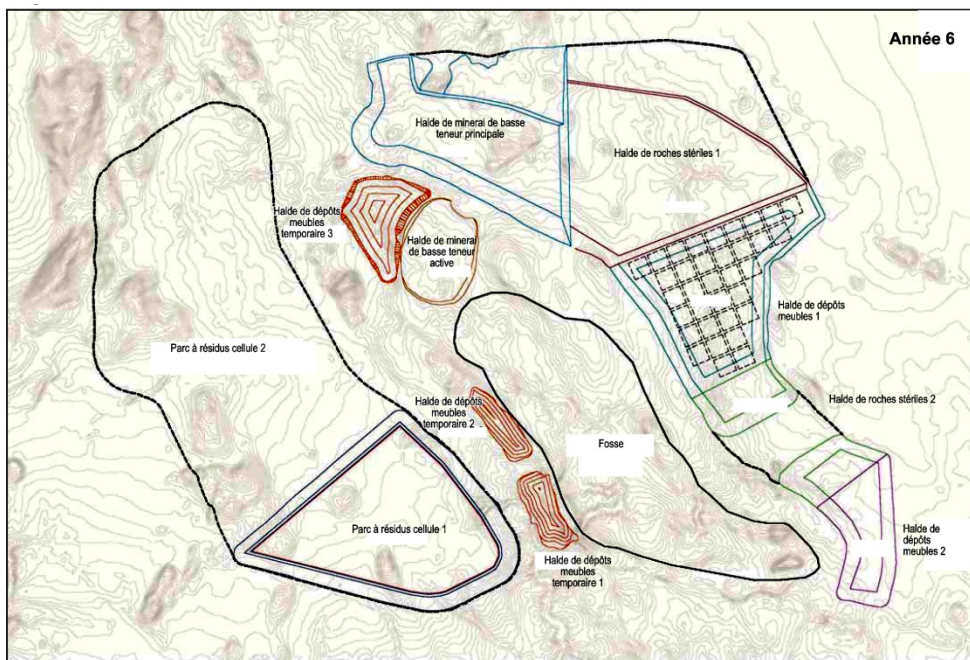 Année 6
Halde de minerai de basse
teneur principale
Halde de roches stériles 1
Halde de dépôts
meubles
temporaire 3
Halde de minerai
de basse teneur
active
Halde de dépôts
meubles 1
Parc à résidus cellule 2
Halde de dépôts
meubles
temporaire 2
Halde de roches stériles 2
Fosse
Parc à résidus cellule 1
Halde de
dépôts
meubles 2
Halde de dépôts
meubles
temporaire 1